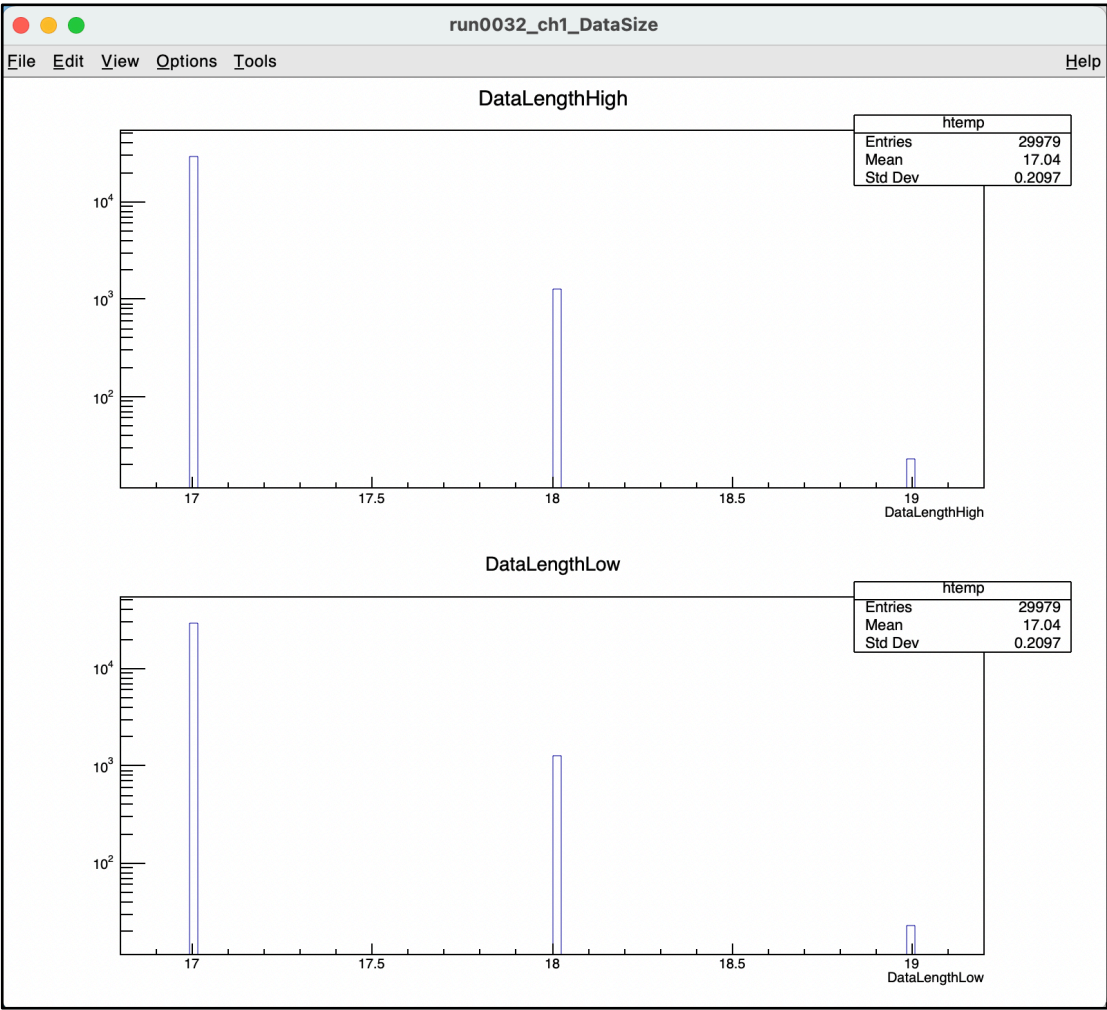 run0032_ch1_DataSize
File Edit View Options Tools Help
DataLengthHigh
htemp
Entries 29979
Mean 17.04
Std Dev 0.2097
10^4
10^3
10^2
17 17.5 18 18.5 19
DataLengthHigh
DataLengthLow
htemp
Entries 29979
Mean 17.04
Std Dev 0.2097
10^4
10^3
10^2
17 17.5 18 18.5 19
DataLengthLow